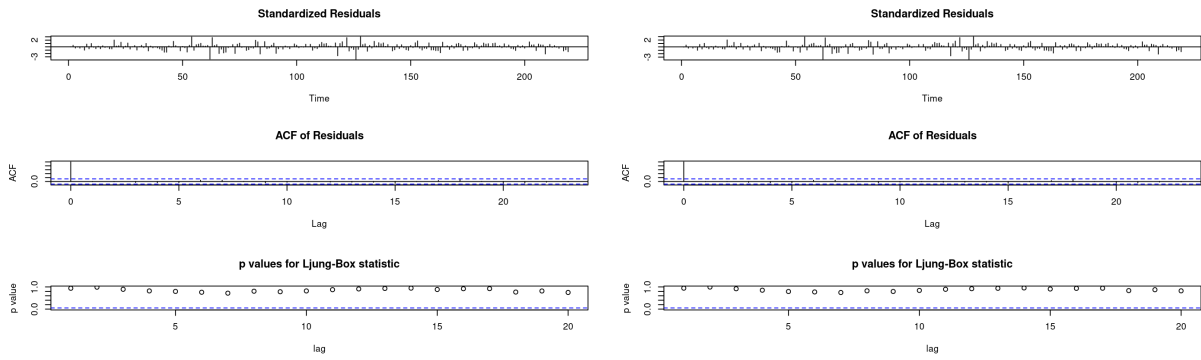 Standardized Residuals
2
-3
0 50 100 150 200
Time
ACF of Residuals
ACF
0.0
0 5 10 15 20
Lag
p values for Ljung-Box statistic
p value
1.0
0.0
5 10 15 20
lag
Standardized Residuals
2
-3
0 50 100 150 200
Time
ACF of Residuals
ACF
0.0
0 5 10 15 20
Lag
p values for Ljung-Box statistic
p value
1.0
0.0
5 10 15 20
lag